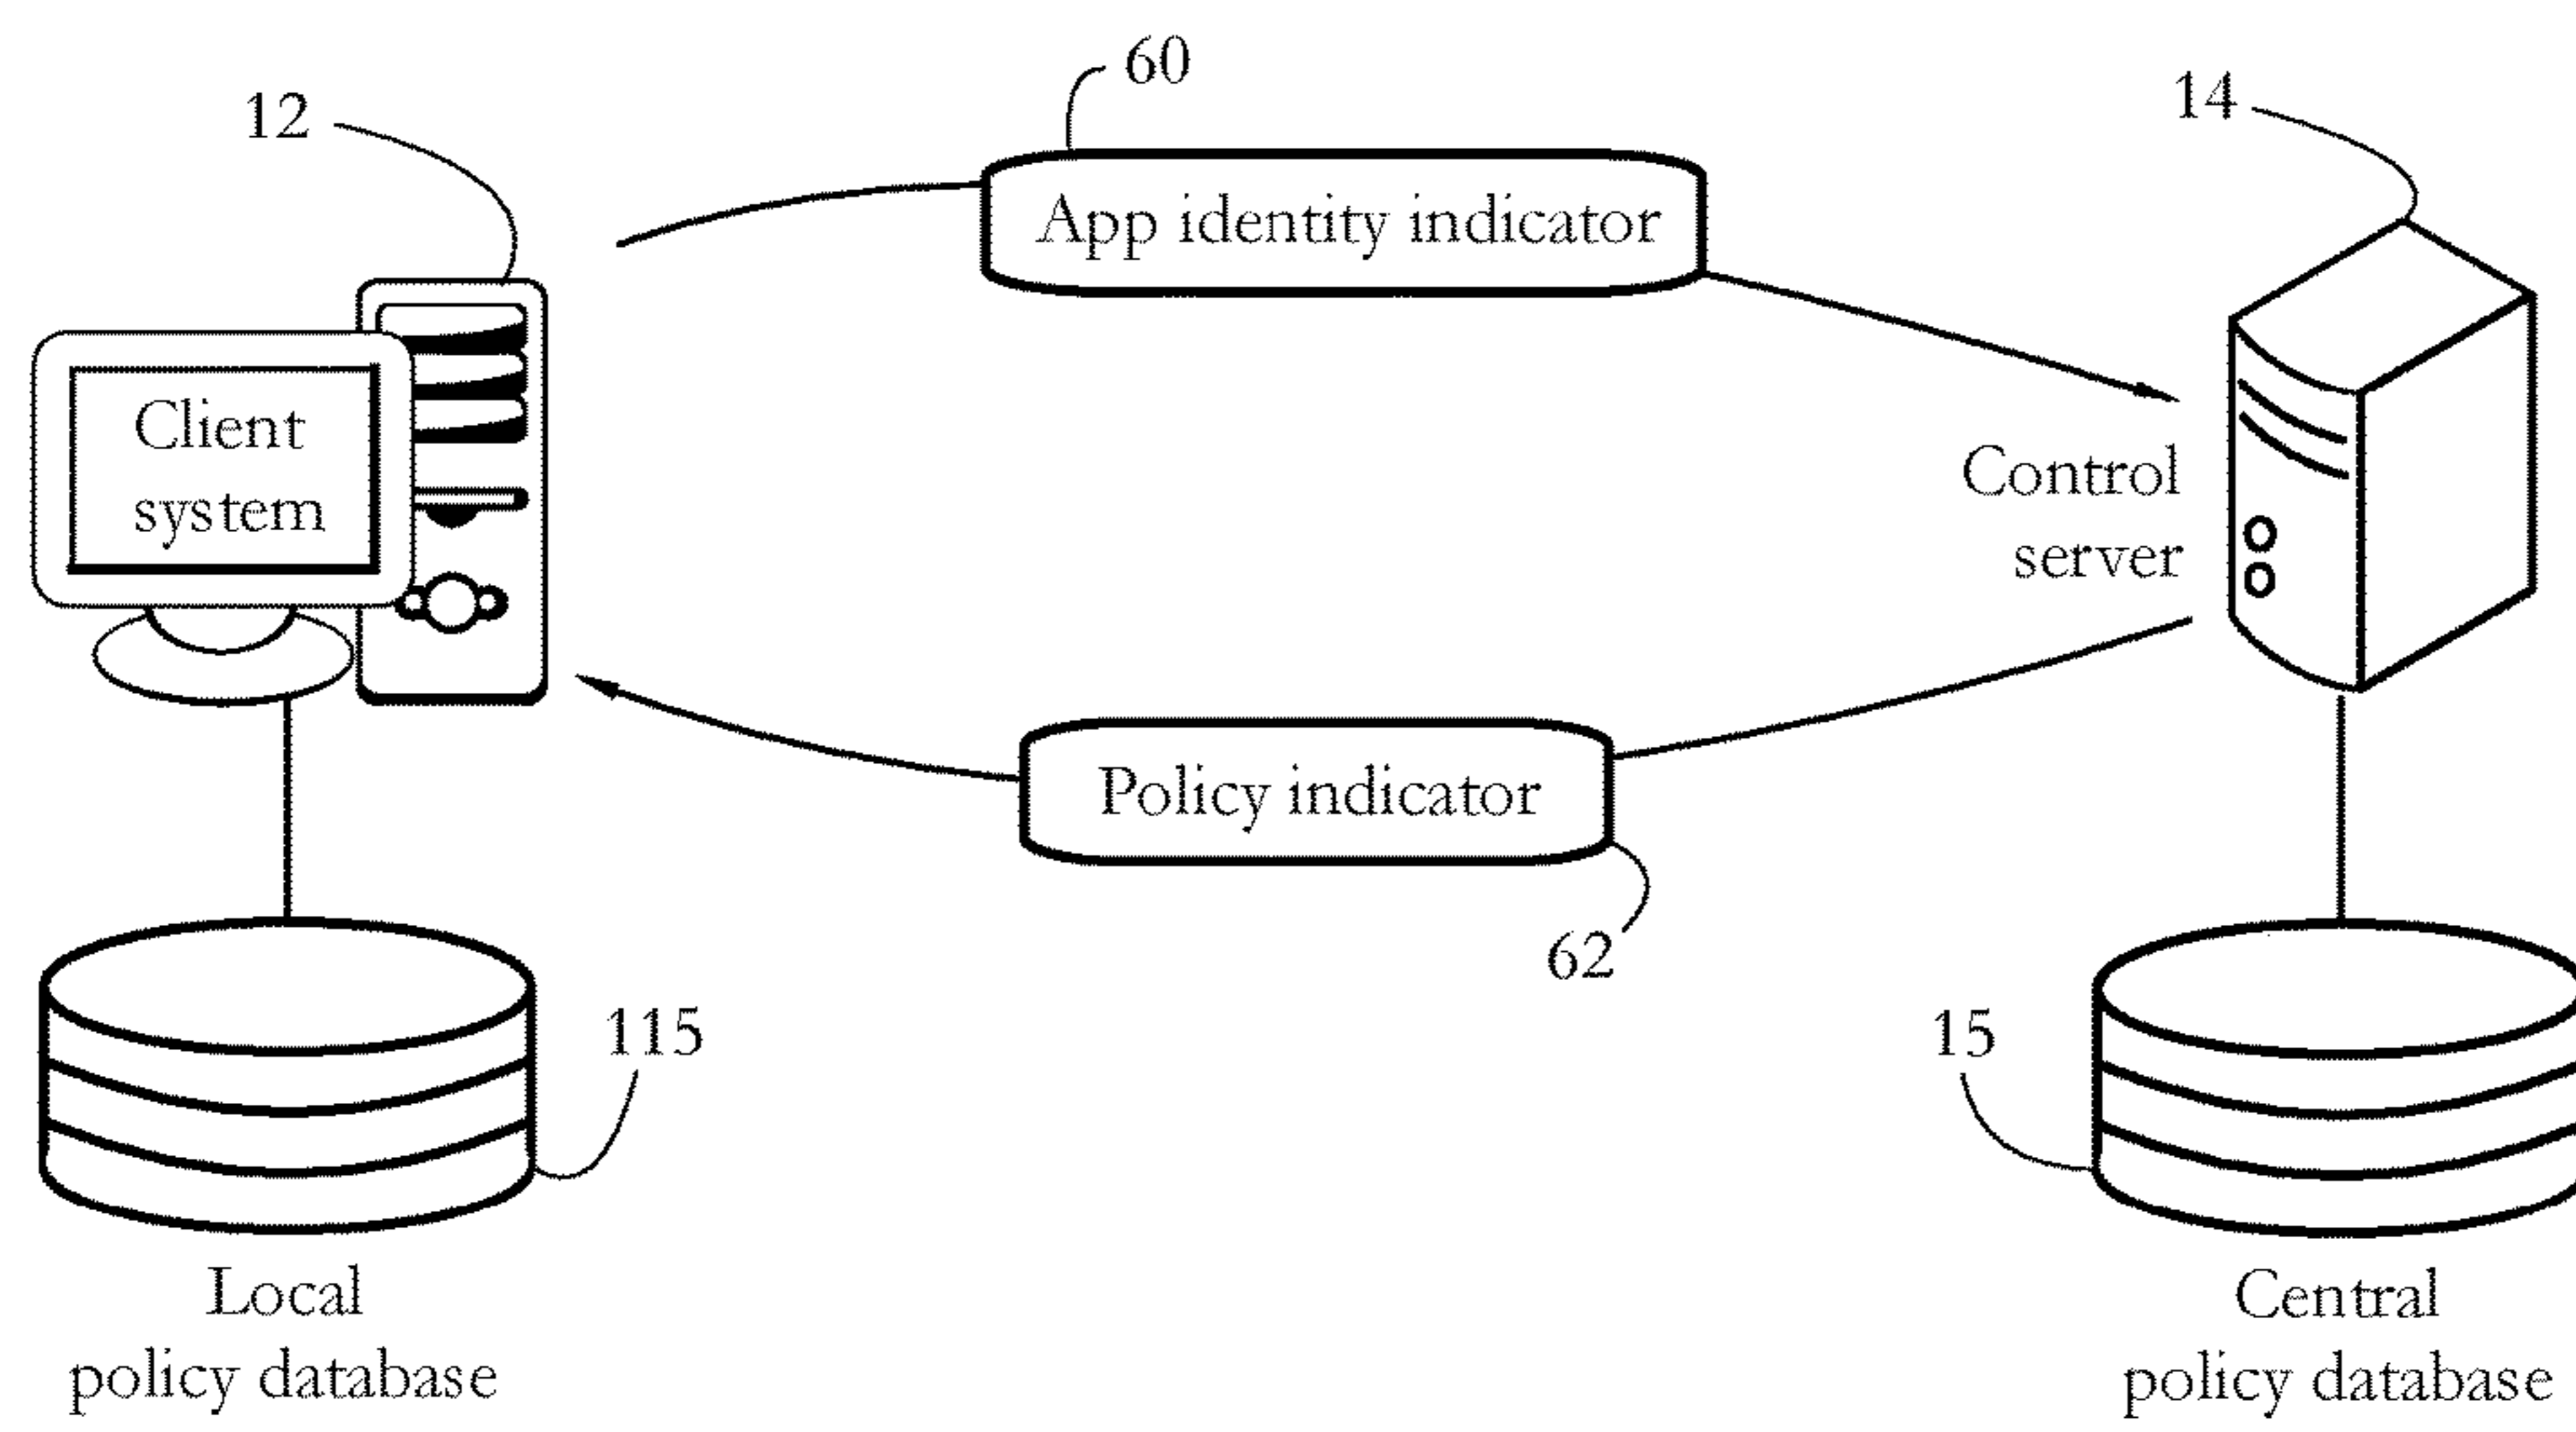 60
12
14
App identity indicator
Client
system
Control
server
Policy indicator
62
115
15
Local
policy database
Central
policy database